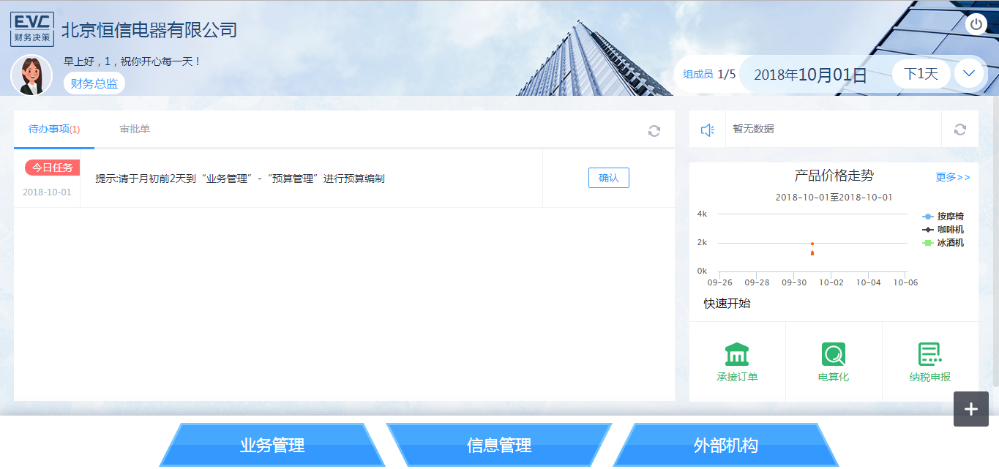 EVC
财务决策
北京恒信电器有限公司
早上好，1，祝你开心每一天！
财务总监
组成员 1/5
2018年10月01日
下1天
待办事项(1)
审批单
今日任务
2018-10-01
提示:请于月初前2天到“业务管理”-“预算管理”进行预算编制
确认
暂无数据
产品价格走势
更多>>
2018-10-01至2018-10-01
4k
2k
0k
09-26 09-28 09-30 10-02 10-04 10-06
按摩椅
咖啡机
冰酒机
快速开始
承接订单
电算化
纳税申报
业务管理
信息管理
外部机构